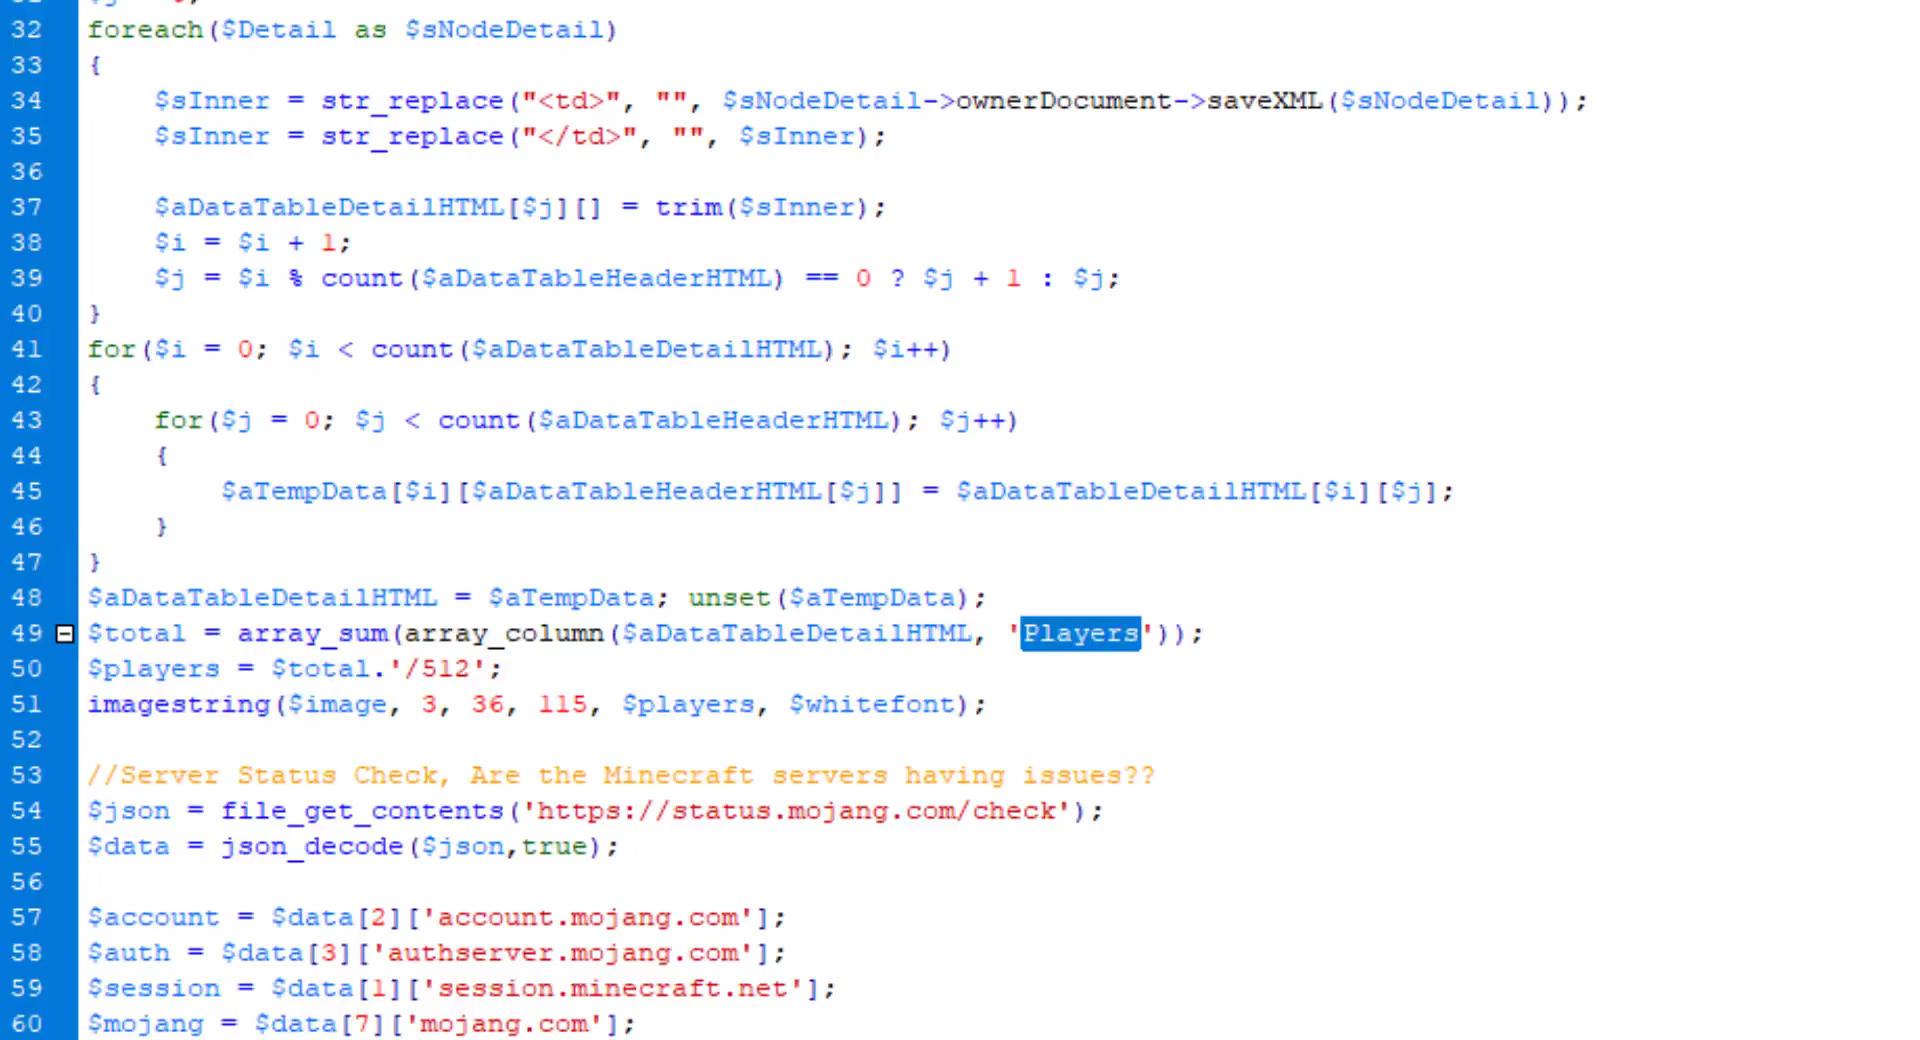 32 foreach($Detail as $sNodeDetail)
33 {
34 $sInner = str_replace("<td>", "", $sNodeDetail->ownerDocument->saveXML($sNodeDetail));
35 $sInner = str_replace("</td>", "", $sInner);
36
37 $aDataTableDetailHTML[$j][] = trim($sInner);
38 $i = $i + 1;
39 $j = $i % count($aDataTableHeaderHTML) == 0 ? $j + 1 : $j;
40 }
41 for($i = 0; $i < count($aDataTableDetailHTML); $i++)
42 {
43 for($j = 0; $j < count($aDataTableHeaderHTML); $j++)
44 {
45 $aTempData[$i][$aDataTableHeaderHTML[$j]] = $aDataTableDetailHTML[$i][$j];
46 }
47 }
48 $aDataTableDetailHTML = $aTempData; unset($aTempData);
49 $total = array_sum(array_column($aDataTableDetailHTML, 'Players'));
50 $players = $total.'/512';
51 imagestring($image, 3, 36, 115, $players, $whitefont);
52
53 //Server Status Check, Are the Minecraft servers having issues??
54 $json = file_get_contents('https://status.mojang.com/check');
55 $data = json_decode($json,true);
56
57 $account = $data[2]['account.mojang.com'];
58 $auth = $data[3]['authserver.mojang.com'];
59 $session = $data[1]['session.minecraft.net'];
60 $mojang = $data[7]['mojang.com'];